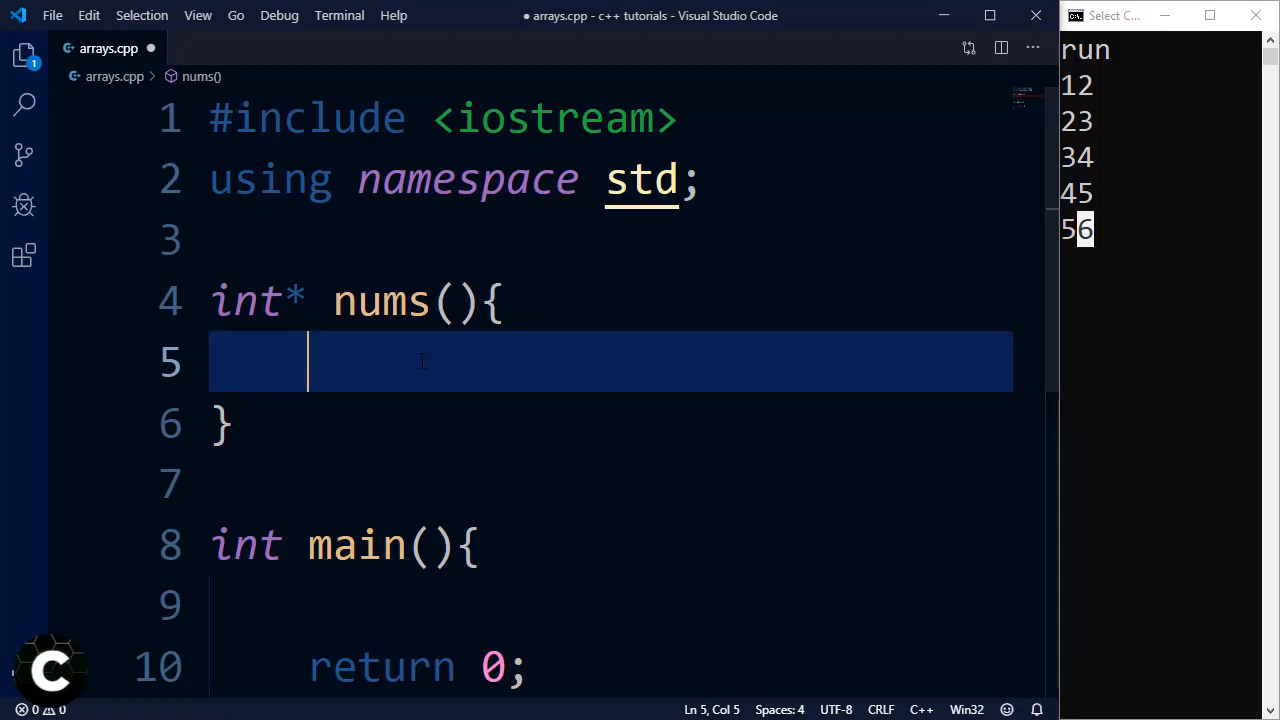 File Edit Selection View Go Debug Terminal Help
● arrays.cpp - c++ tutorials - Visual Studio Code
Select C...
arrays.cpp ●
arrays.cpp > nums()
1
1 #include <iostream>
2 using namespace std;
3
4 int* nums(){
5
6 }
7
8 int main(){
9
10 return 0;
run
12
23
34
45
56
C
0 0
Ln 5, Col 5 Spaces: 4 UTF-8 CRLF C++ Win32